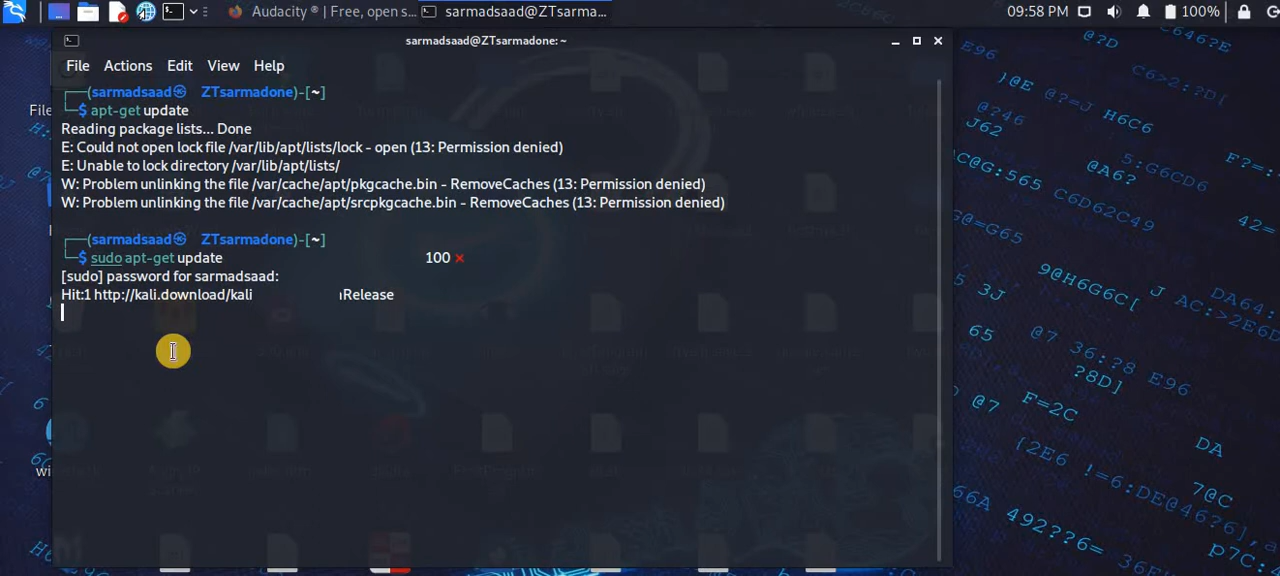 Audacity ® | Free, open s...
sarmadsaad@ZTsarma...
09:58 PM
100%
sarmadsaad@ZTsarmadone: ~
File Actions Edit View Help
┌──(sarmadsaad㉿ ZTsarmadone)-[~]
└─$ apt-get update
Reading package lists... Done
E: Could not open lock file /var/lib/apt/lists/lock - open (13: Permission denied)
E: Unable to lock directory /var/lib/apt/lists/
W: Problem unlinking the file /var/cache/apt/pkgcache.bin - RemoveCaches (13: Permission denied)
W: Problem unlinking the file /var/cache/apt/srcpkgcache.bin - RemoveCaches (13: Permission denied)
┌──(sarmadsaad㉿ ZTsarmadone)-[~]
└─$ sudo apt-get update 100 ⨯
[sudo] password for sarmadsaad:
Hit:1 http://kali.download/kali Release